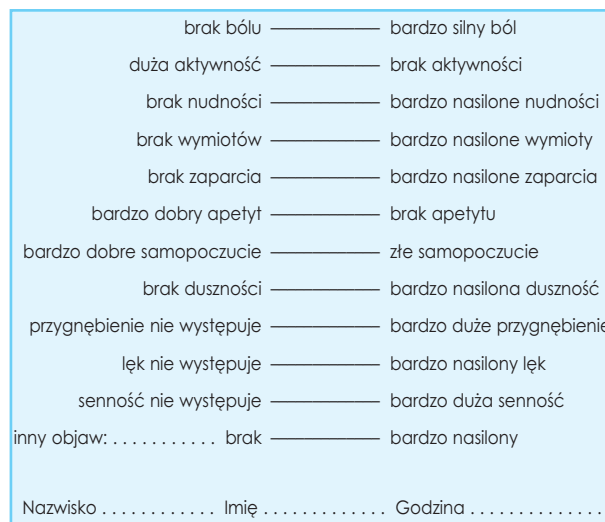 brak bólu ————— bardzo silny ból
duża aktywność ————— brak aktywności
brak nudności ————— bardzo nasilone nudności
brak wymiotów ————— bardzo nasilone wymioty
brak zaparcia ————— bardzo nasilone zaparcia
bardzo dobry apetyt ————— brak apetytu
bardzo dobre samopoczucie ————— złe samopoczucie
brak duszności ————— bardzo nasilona duszność
przygnębienie nie występuje ————— bardzo duże przygnębienie
lęk nie występuje ————— bardzo nasilony lęk
senność nie występuje ————— bardzo duża senność
inny objaw: . . . . . . . . . . . brak ————— bardzo nasilony
Nazwisko . . . . . . . . . . . . Imię . . . . . . . . . . . . . Godzina . . . . . . . . . . . . . .